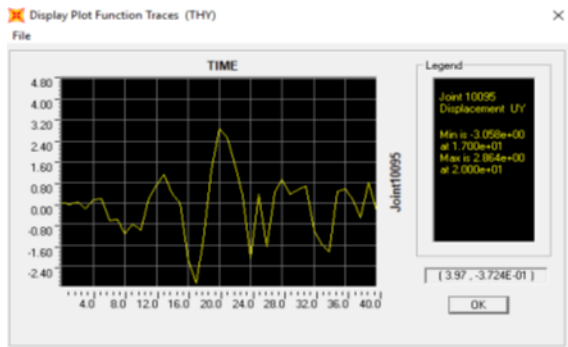 Display Plot Function Traces (THY)
File
TIME
4.80
4.00
3.20
2.40
1.60
0.80
0.00
-0.80
-1.60
-2.40
4.0 8.0 12.0 16.0 20.0 24.0 28.0 32.0 36.0 40.0
Joint10095
Legend
Joint 10095
Displacement UY
Min is -3.058e+00
at 1.700e+01
Max is 2.864e+00
at 2.000e+01
( 3.97 , -3.724E-01 )
OK